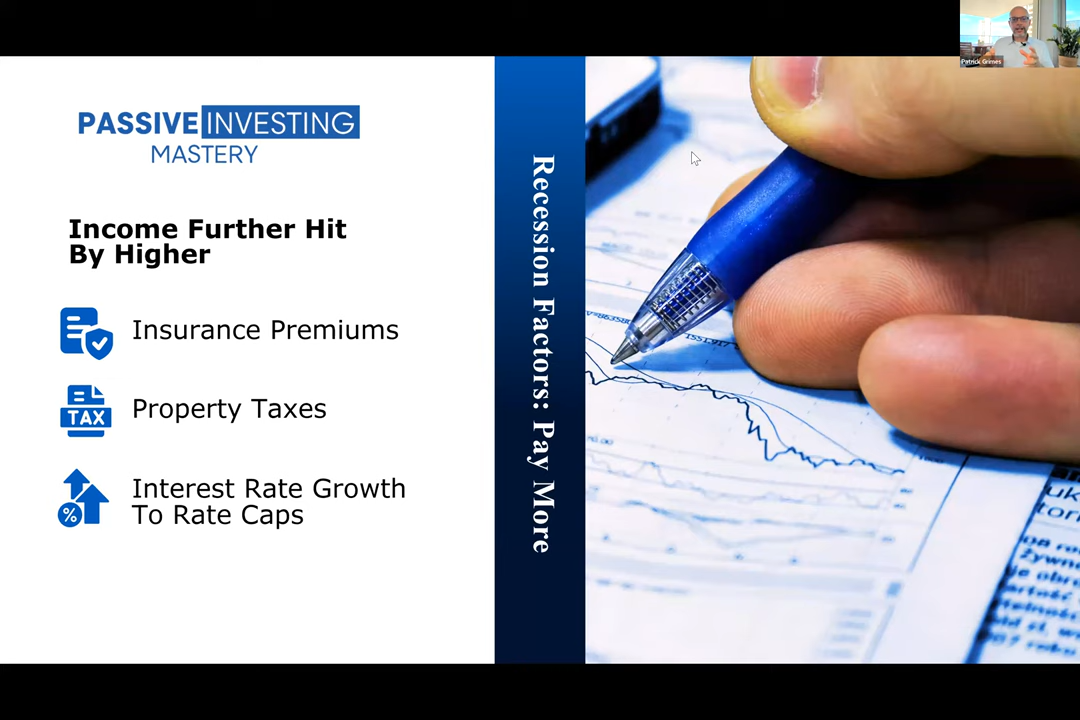 Patrick Grimes
PASSIVE INVESTING
MASTERY
Income Further Hit
By Higher
Insurance Premiums
TAX
Property Taxes
%
Interest Rate Growth
To Rate Caps
Recession Factors: Pay More